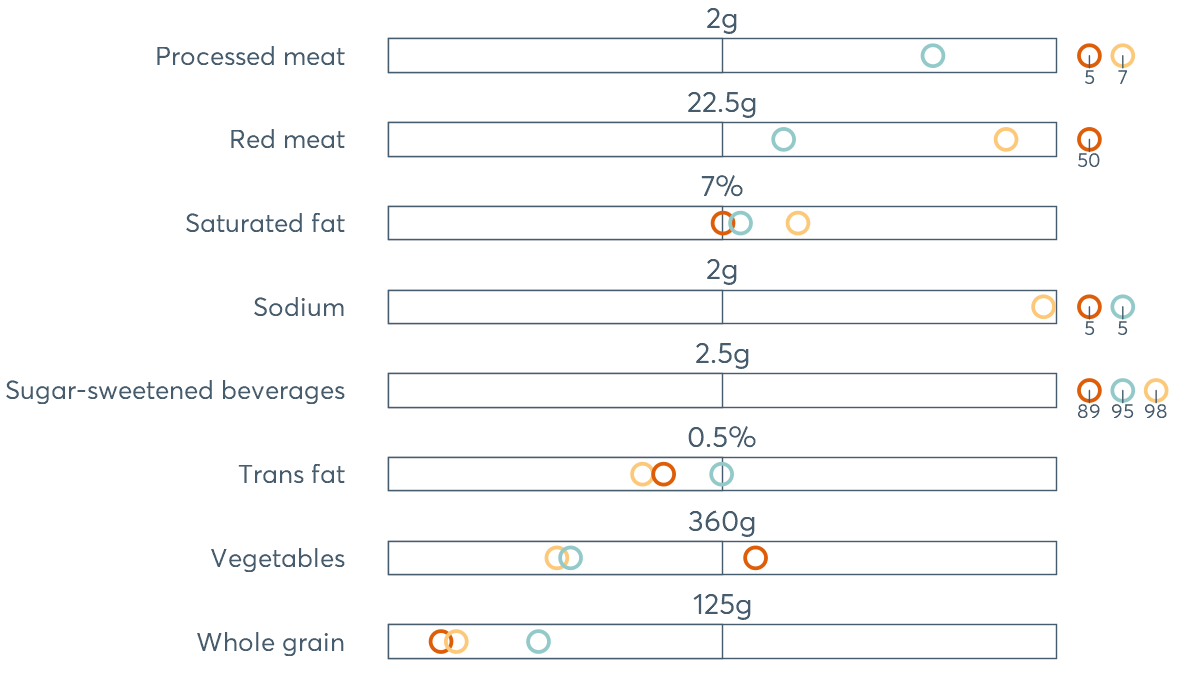 2g
Processed meat
5 7
22.5g
Red meat
50
7%
Saturated fat
2g
Sodium
5 5
2.5g
Sugar-sweetened beverages
89 95 98
0.5%
Trans fat
360g
Vegetables
125g
Whole grain